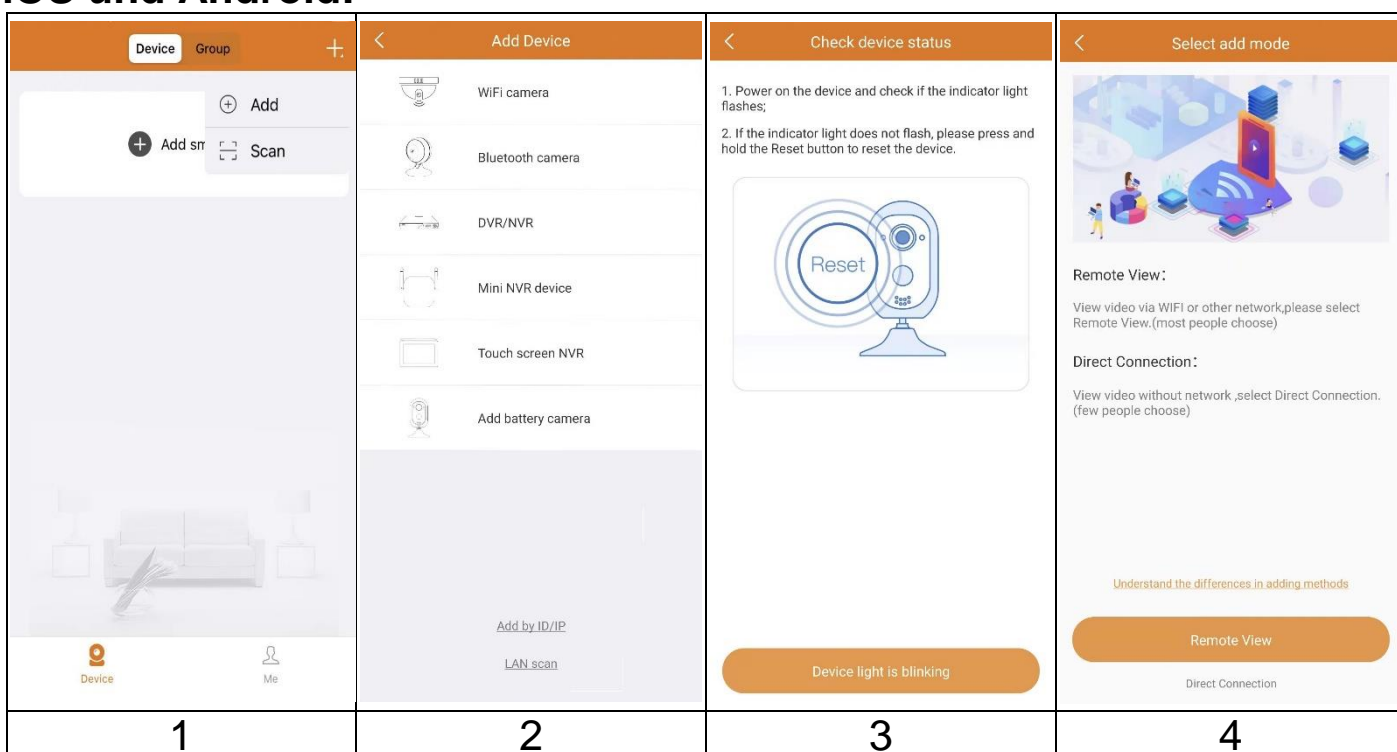 iOS and Android:
Device Group
Add
Add sm
Scan
Device
Me
Add Device
WiFi camera
Bluetooth camera
DVR/NVR
Mini NVR device
Touch screen NVR
Add battery camera
Add by ID/IP
LAN scan
Check device status
1. Power on the device and check if the indicator light
flashes;
2. If the indicator light does not flash, please press and
hold the Reset button to reset the device.
Reset
Device light is blinking
Select add mode
Remote View:
View video via WIFI or other network,please select
Remote View.(most people choose)
Direct Connection:
View video without network ,select Direct Connection.
(few people choose)
Understand the differences in adding methods
Remote View
Direct Connection
1
2
3
4